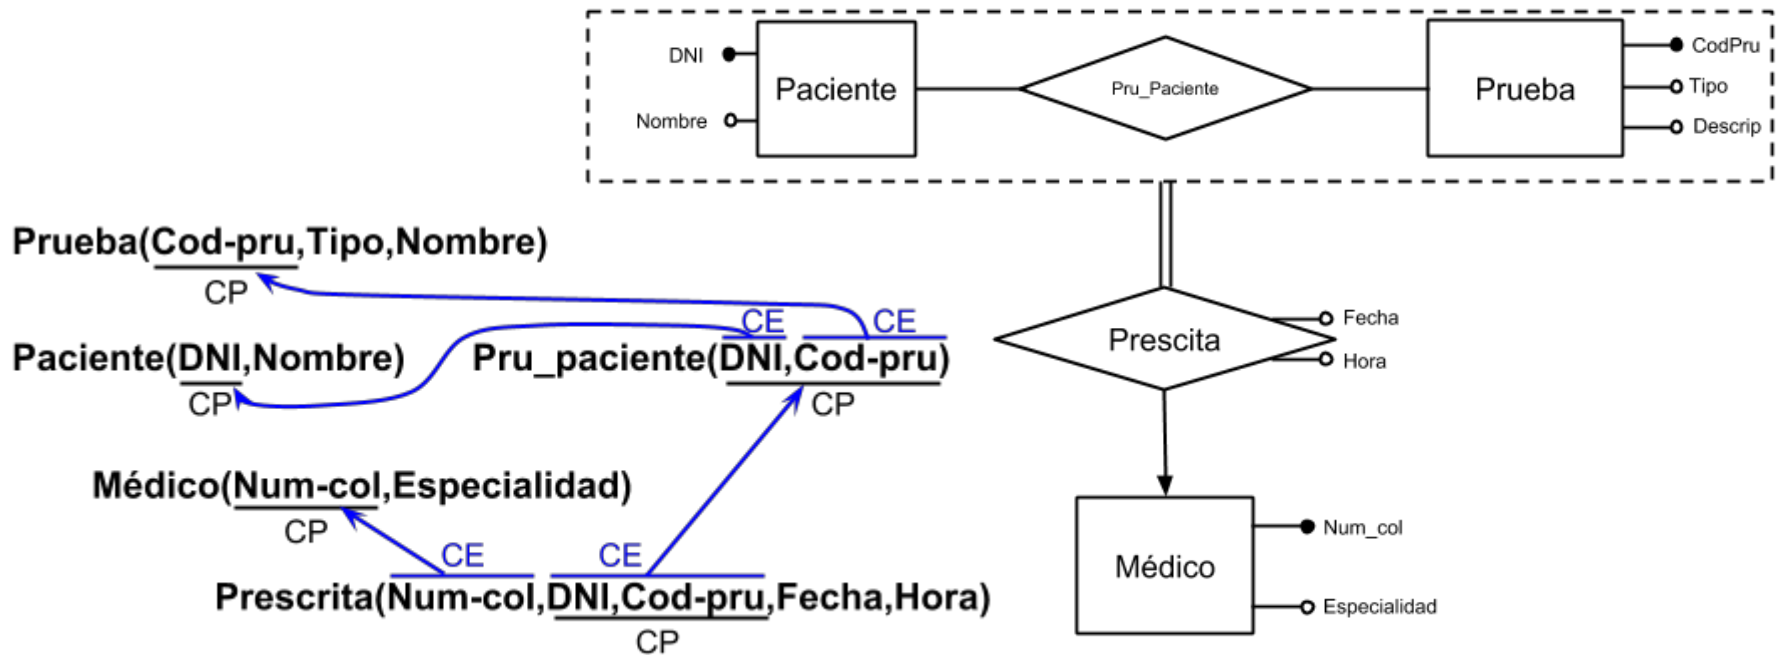 DNI
Nombre
Paciente
Pru_Paciente
Prueba
CodPru
Tipo
Descrip
Prueba(Cod-pru,Tipo,Nombre)
CP
CE
CE
Paciente(DNI,Nombre)
Pru_paciente(DNI,Cod-pru)
CP
CP
Prescita
Fecha
Hora
Médico(Num-col,Especialidad)
CP
CE
CE
Prescrita(Num-col,DNI,Cod-pru,Fecha,Hora)
CP
Médico
Num_col
Especialidad